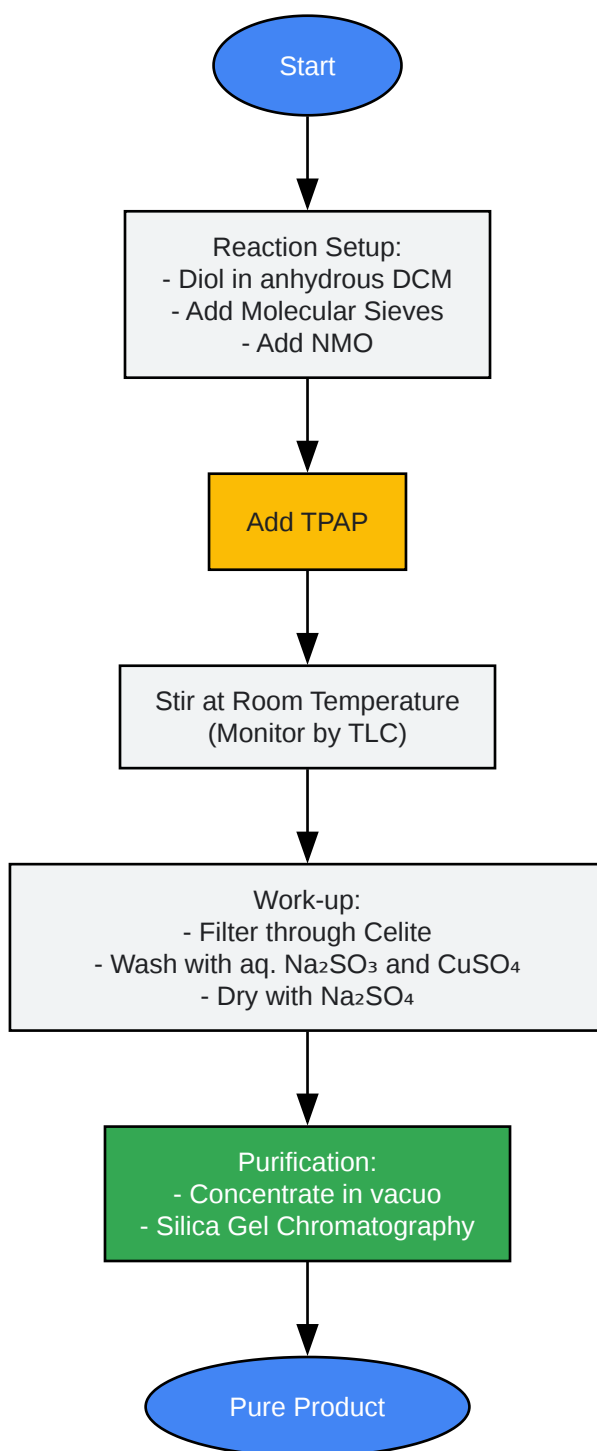 Start
Reaction Setup:
- Diol in anhydrous DCM
- Add Molecular Sieves
- Add NMO
Add TPAP
Stir at Room Temperature
(Monitor by TLC)
Work-up:
- Filter through Celite
- Wash with aq. Na₂SO₃ and CuSO₄
- Dry with Na₂SO₄
Purification:
- Concentrate in vacuo
- Silica Gel Chromatography
Pure Product